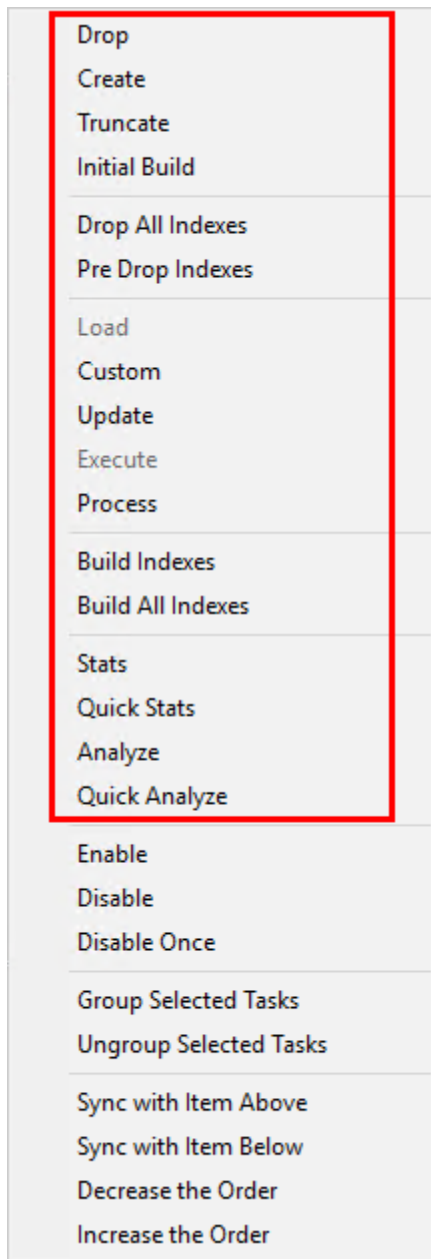 Drop
Create
Truncate
Initial Build
Drop All Indexes
Pre Drop Indexes
Load
Custom
Update
Execute
Process
Build Indexes
Build All Indexes
Stats
Quick Stats
Analyze
Quick Analyze
Enable
Disable
Disable Once
Group Selected Tasks
Ungroup Selected Tasks
Sync with Item Above
Sync with Item Below
Decrease the Order
Increase the Order